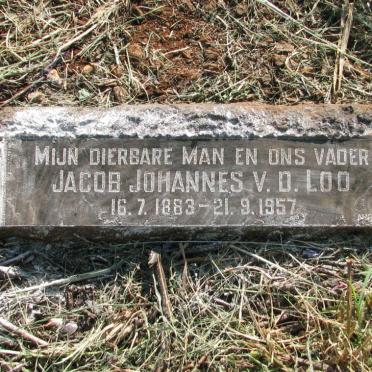 MIJN DIERBARE MAN EN ONS VADER
JACOB JOHANNES V. D. LOO
16. 7. 1883 – 21. 9. 1957